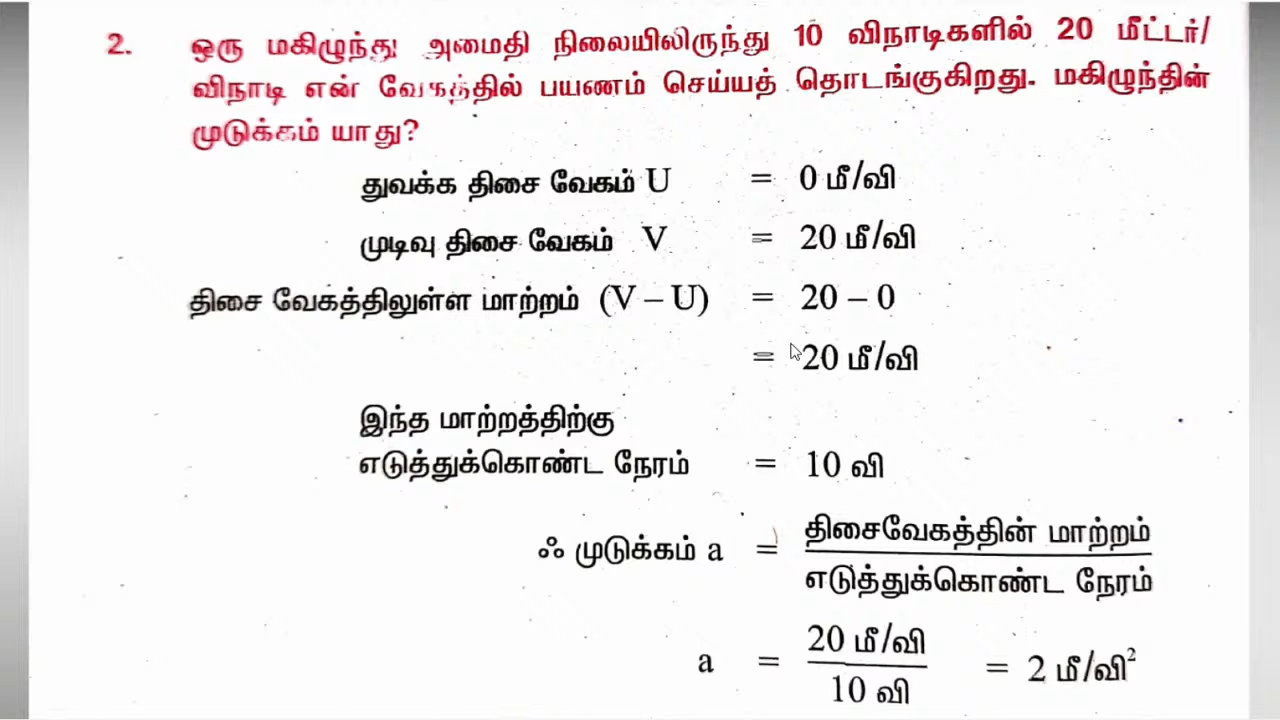 2. ஒரு மகிழுந்து அமைதி நிலையிலிருந்து 10 விநாடிகளில் 20 மீட்டர்/
விநாடி என் வேகத்தில் பயணம் செய்யத் தொடங்குகிறது. மகிழுந்தின்
முடுக்கம் யாது?
துவக்க திசை வேகம் U = 0 மீ/வி
முடிவு திசை வேகம் V = 20 மீ/வி
திசை வேகத்திலுள்ள மாற்றம் (V – U) = 20 – 0
= 20 மீ/வி
இந்த மாற்றத்திற்கு
எடுத்துக்கொண்ட நேரம் = 10 வி
ஃ முடுக்கம் a = திசைவேகத்தின் மாற்றம்
எடுத்துக்கொண்ட நேரம்
a = 20 மீ/வி = 2 மீ/வி²
10 வி